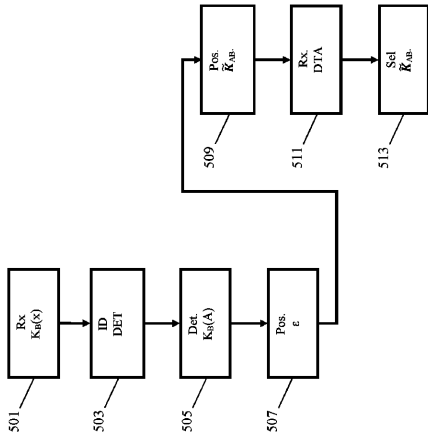 501
Rx
K_B(x)
503
ID
DET
505
Det.
K_B(A)
507
Pos.
ε
509
Pos.
K̃_AB-
511
Rx.
DTA
513
Sel
K̃_AB-